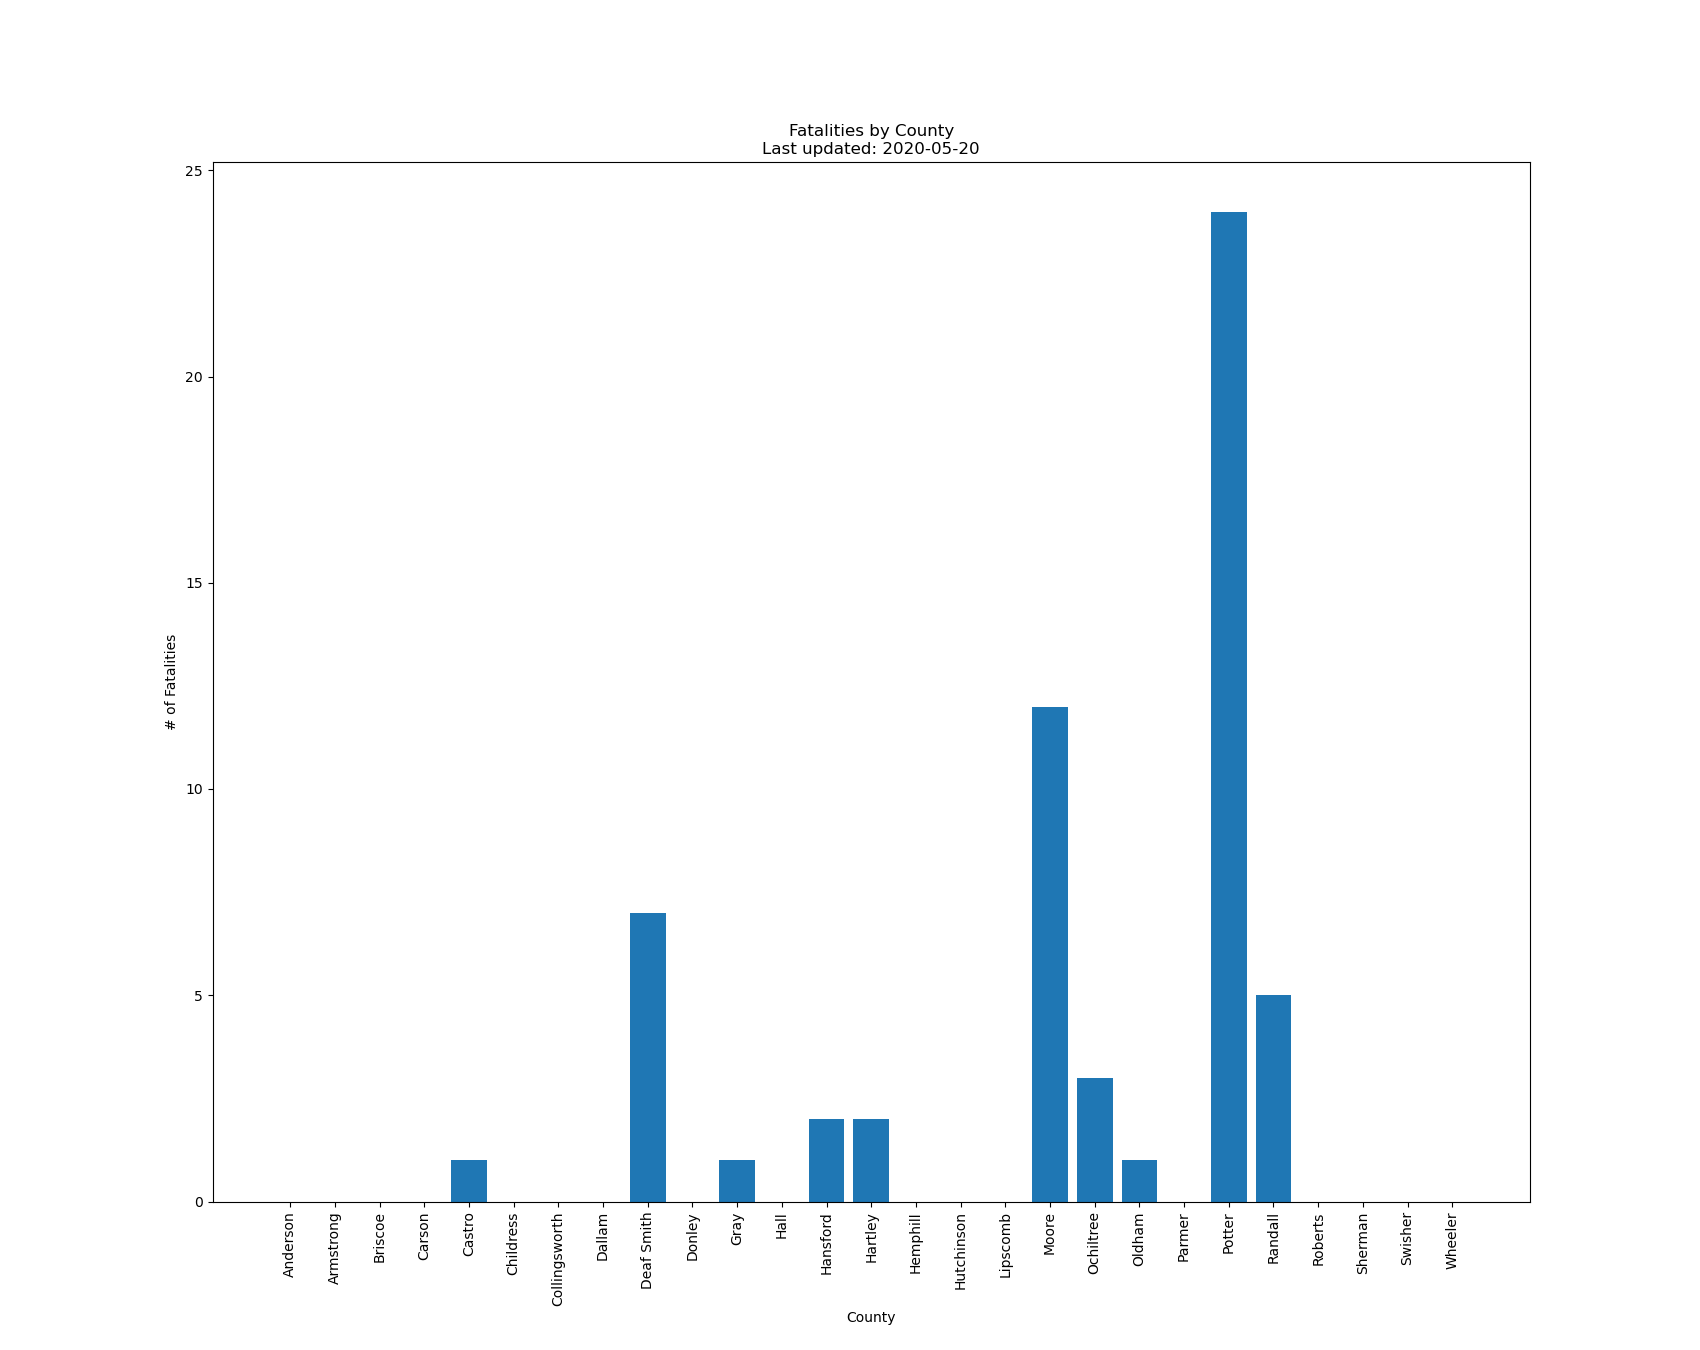 Fatalities by County
Last updated: 2020-05-20
25
20
15
10
5
0
# of Fatalities
Anderson
Armstrong
Briscoe
Carson
Castro
Childress
Collingsworth
Dallam
Deaf Smith
Donley
Gray
Hall
Hansford
Hartley
Hemphill
Hutchinson
Lipscomb
Moore
Ochiltree
Oldham
Parmer
Potter
Randall
Roberts
Sherman
Swisher
Wheeler
County